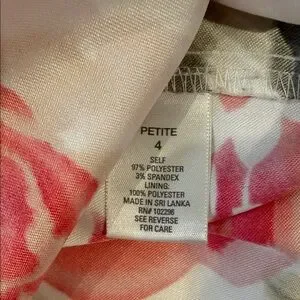 PETITE
4
SELF
97% POLYESTER
3% SPANDEX
LINING:
100% POLYESTER
MADE IN SRI LANKA
RN# 102296
SEE REVERSE
FOR CARE